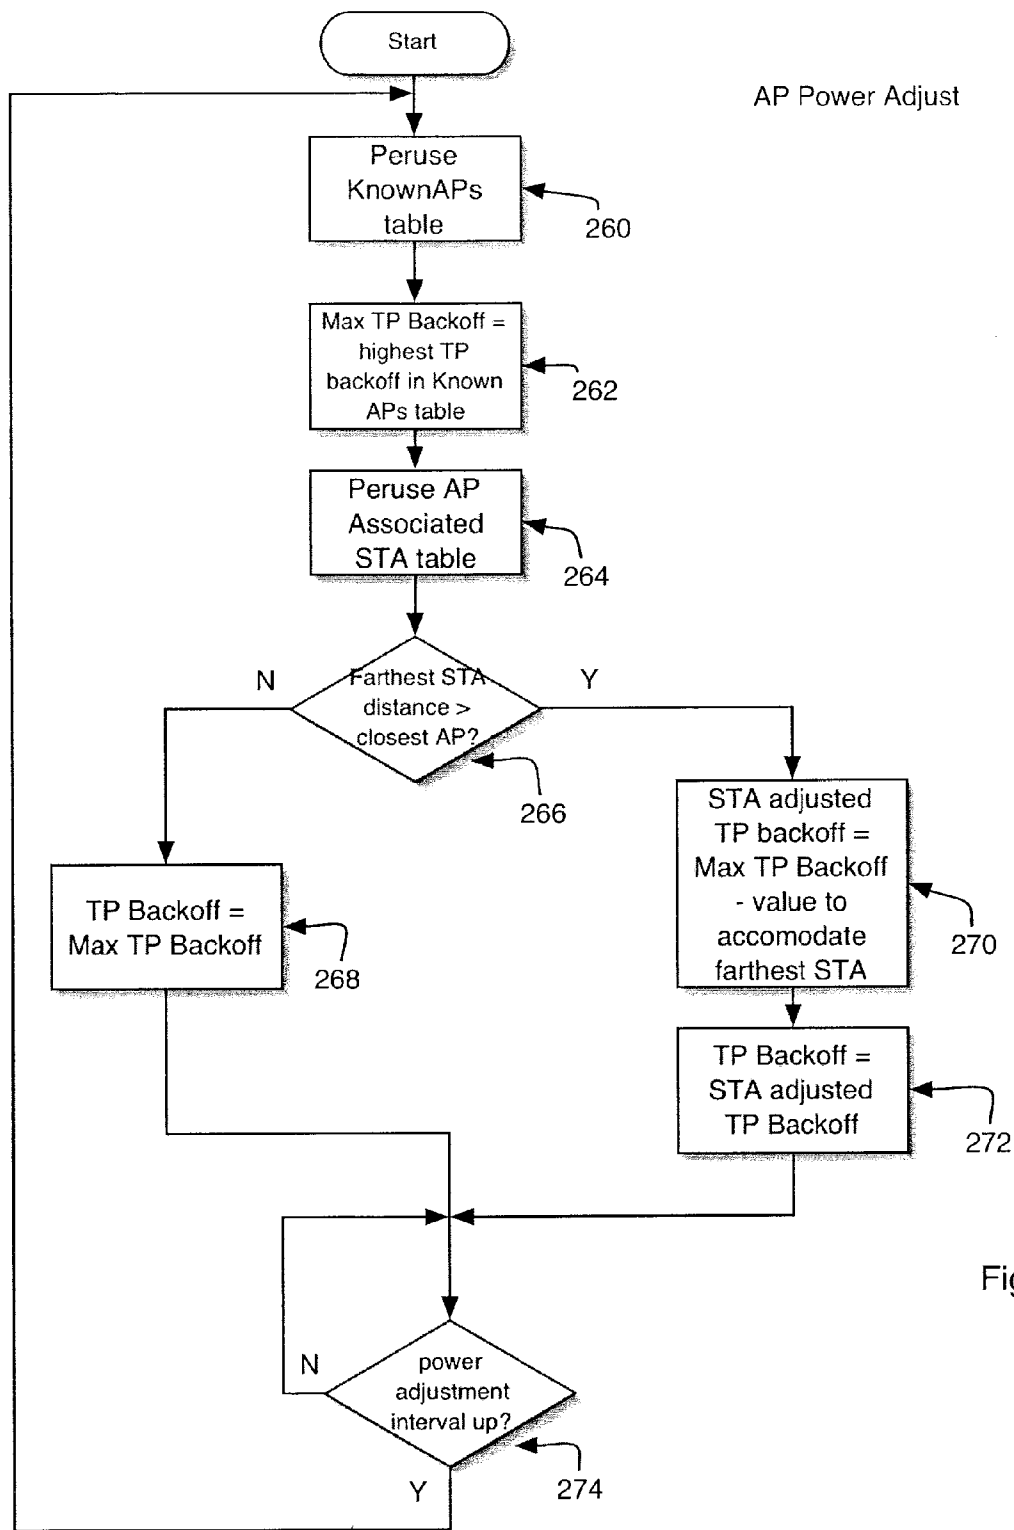 Start
AP Power Adjust
Peruse
KnownAPs
table
260
Max TP Backoff =
highest TP
backoff in Known
APs table
262
Peruse AP
Associated
STA table
264
N
Farthest STA
distance >
closest AP?
Y
266
STA adjusted
TP backoff =
Max TP Backoff
- value to
accomodate
farthest STA
270
TP Backoff =
Max TP Backoff
268
TP Backoff =
STA adjusted
TP Backoff
272
N
power
adjustment
interval up?
274
Y